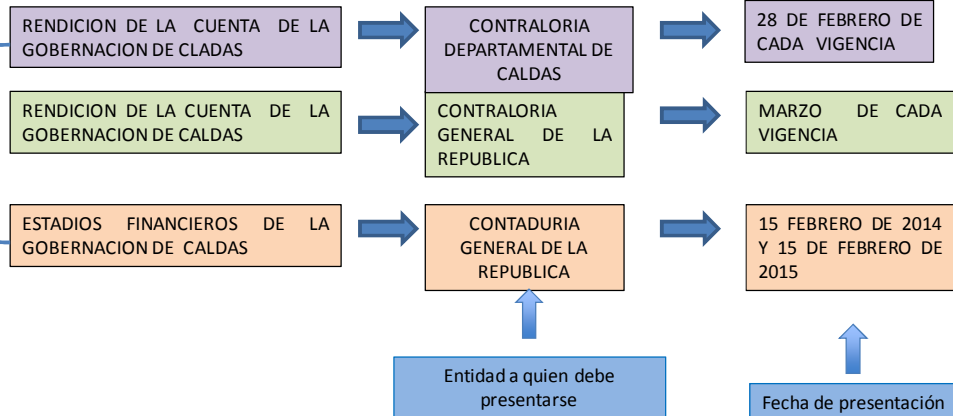 RENDICION DE LA CUENTA DE LA
GOBERNACION DE CLADAS
CONTRALORIA
DEPARTAMENTAL DE
CALDAS
28 DE FEBRERO DE
CADA VIGENCIA
RENDICION DE LA CUENTA DE LA
GOBERNACION DE CALDAS
CONTRALORIA
GENERAL DE LA
REPUBLICA
MARZO DE CADA
VIGENCIA
ESTADIOS FINANCIEROS DE LA
GOBERNACION DE CALDAS
CONTADURIA
GENERAL DE LA
REPUBLICA
15 FEBRERO DE 2014
Y 15 DE FEBRERO DE
2015
Entidad a quien debe
presentarse
Fecha de presentación